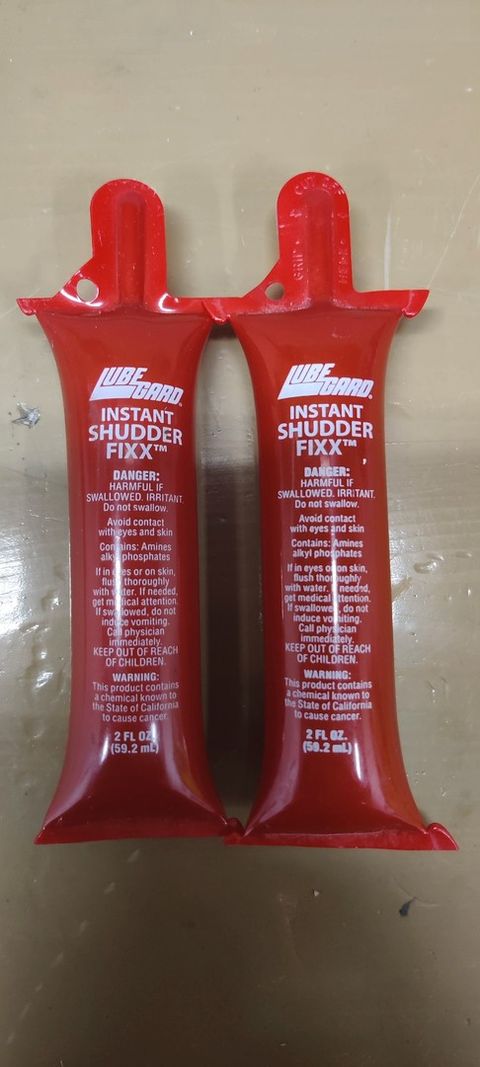 LUBE
GARD®
INSTANT
SHUDDER
FIXX™
DANGER:
HARMFUL IF
SWALLOWED. IRRITANT.
Do not swallow.
Avoid contact
with eyes and skin
Contains: Amines
alkyl phosphates
If in eyes or on skin,
flush thoroughly
with water. If needed,
get medical attention.
If swallowed, do not
induce vomiting.
Call physician
immediately.
KEEP OUT OF REACH
OF CHILDREN.
WARNING:
This product contains
a chemical known to
the State of California
to cause cancer.
2 FL OZ.
(59.2 mL)
CUT
GRIP
HERE
LUBE
GARD®
INSTANT
SHUDDER
FIXX™
DANGER:
HARMFUL IF
SWALLOWED. IRRITANT.
Do not swallow.
Avoid contact
with eyes and skin
Contains: Amines
alkyl phosphates
If in eyes or on skin,
flush thoroughly
with water. If needed,
get medical attention.
If swallowed, do not
induce vomiting.
Call physician
immediately.
KEEP OUT OF REACH
OF CHILDREN.
WARNING:
This product contains
a chemical known to
the State of California
to cause cancer.
2 FL OZ.
(59.2 mL)